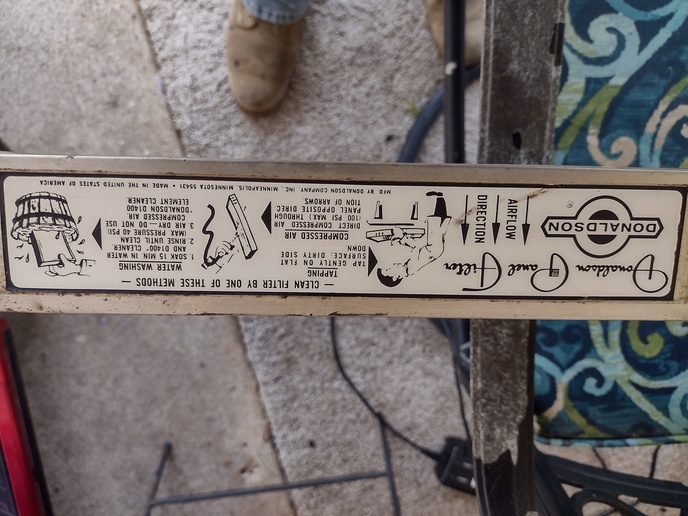 Donaldson Panel Filter
DONALDSON
AIRFLOW
DIRECTION
— CLEAN FILTER BY ONE OF THESE METHODS —
TAPPING
TAP GENTLY ON FLAT
SURFACE, DIRTY SIDE
DOWN
COMPRESSED AIR
DIRECT COMPRESSED AIR
(100 PSI MAX) THROUGH
PANEL OPPOSITE DIREC
TION OF ARROWS.
WATER WASHING
1. SOAK 15 MIN IN WATER
AND D1400 CLEANER
2. RINSE UNTIL CLEAN
(MAX PRESSURE 40 PSI)
3. AIR DRY-DO NOT USE
COMPRESSED AIR
DONALDSON D1400
ELEMENT CLEANER
MFD BY DONALDSON COMPANY, INC. MINNEAPOLIS, MINNESOTA 55431 • MADE IN THE UNITED STATES OF AMERICA